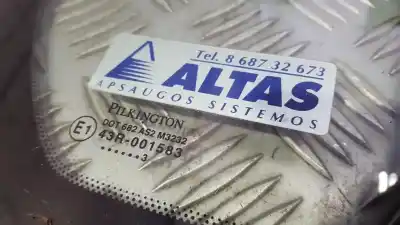 Tel. 8 687 32 673
ALTAS
APSAUGOS SISTEMOS
PILKINGTON
DOT 682 AS2 M3232
E1 43R-001583
······3